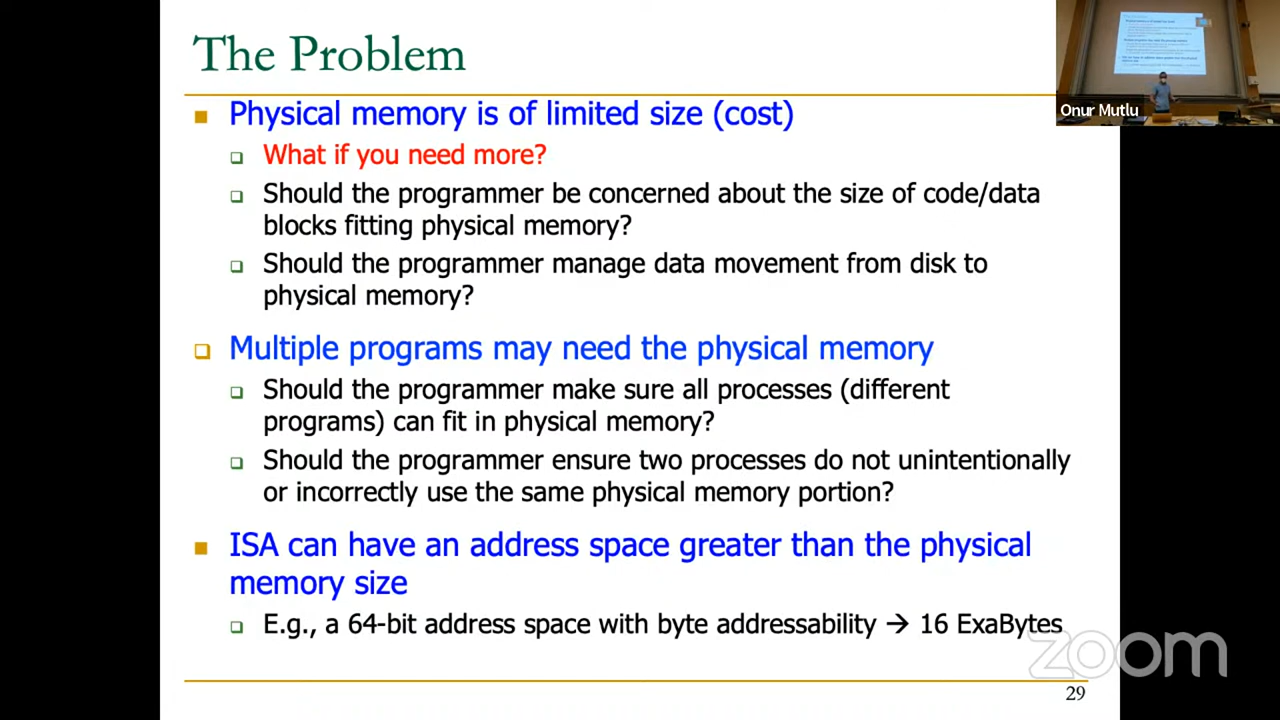 The Problem
Physical memory is of limited size (cost)
What if you need more?
Should the programmer be concerned about the size of code/data
blocks fitting physical memory?
Should the programmer manage data movement from disk to
physical memory?
Multiple programs may need the physical memory
Should the programmer make sure all processes (different
programs) can fit in physical memory?
Should the programmer ensure two processes do not unintentionally
or incorrectly use the same physical memory portion?
ISA can have an address space greater than the physical
memory size
E.g., a 64-bit address space with byte addressability → 16 ExaBytes
29
Onur Mutlu
zoom